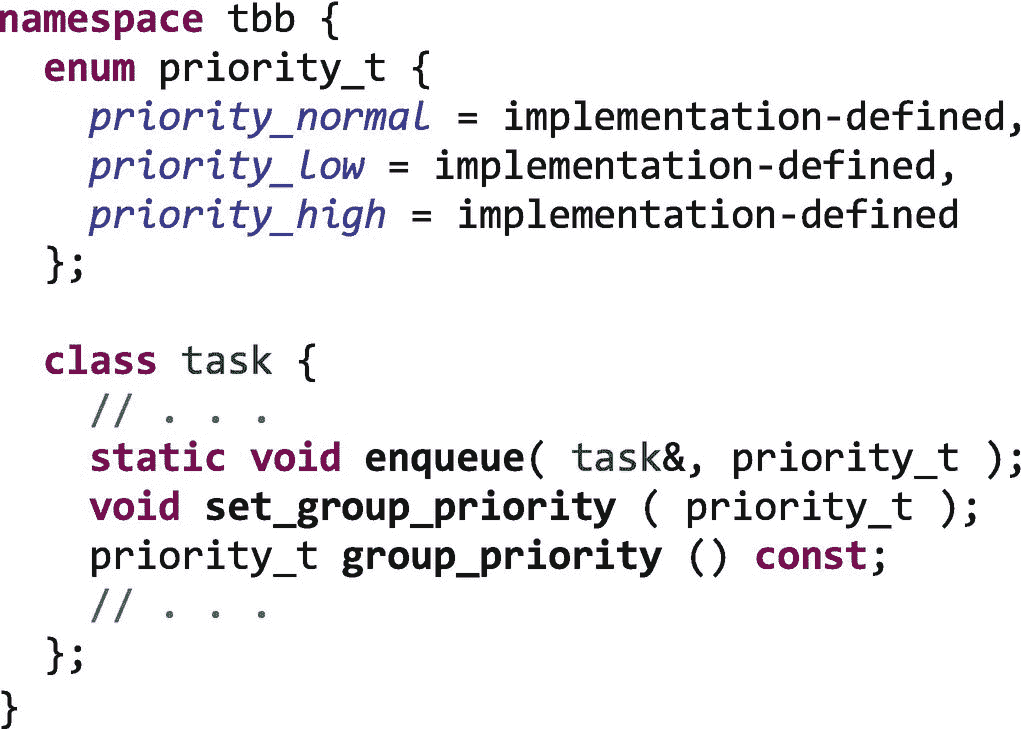 namespace tbb {
  enum priority_t {
    priority_normal = implementation-defined,
    priority_low = implementation-defined,
    priority_high = implementation-defined
  };

  class task {
    // . . .
    static void enqueue( task&, priority_t );
    void set_group_priority ( priority_t );
    priority_t group_priority () const;
    // . . .
  };
}